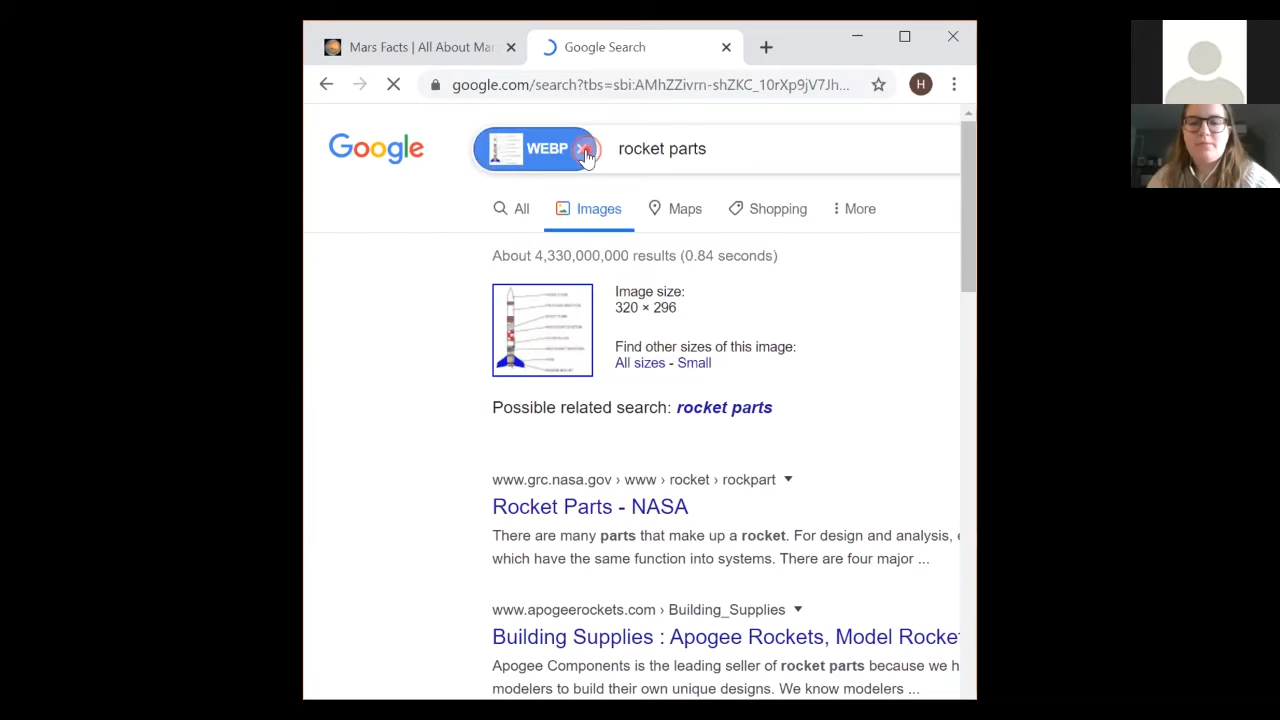 Mars Facts | All About Mar
Google Search
google.com/search?tbs=sbi:AMhZZivrn-shZKC_10rXp9jV7Jh...
H
Google
WEBP
rocket parts
All
Images
Maps
Shopping
More
About 4,330,000,000 results (0.84 seconds)
Image size:
320 × 296
Find other sizes of this image:
All sizes - Small
Possible related search: rocket parts
www.grc.nasa.gov › www › rocket › rockpart
Rocket Parts - NASA
There are many parts that make up a rocket. For design and analysis,
which have the same function into systems. There are four major ...
www.apogeerockets.com › Building_Supplies
Building Supplies : Apogee Rockets, Model Rocke
Apogee Components is the leading seller of rocket parts because we h
modelers to build their own unique designs. We know modelers ...